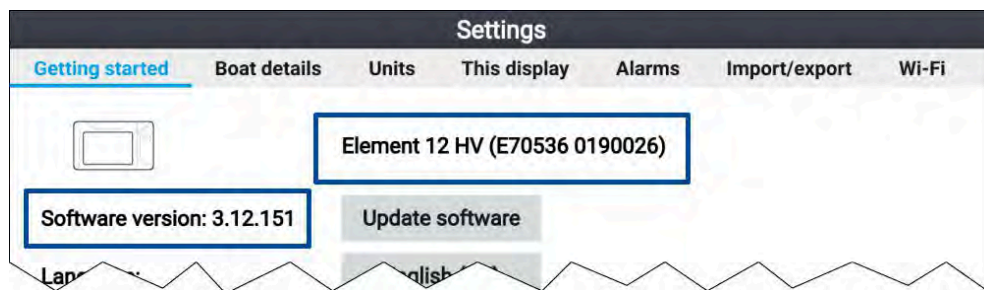 Settings
Getting started Boat details Units This display Alarms Import/export Wi-Fi
Element 12 HV (E70536 0190026)
Software version: 3.12.151 Update software